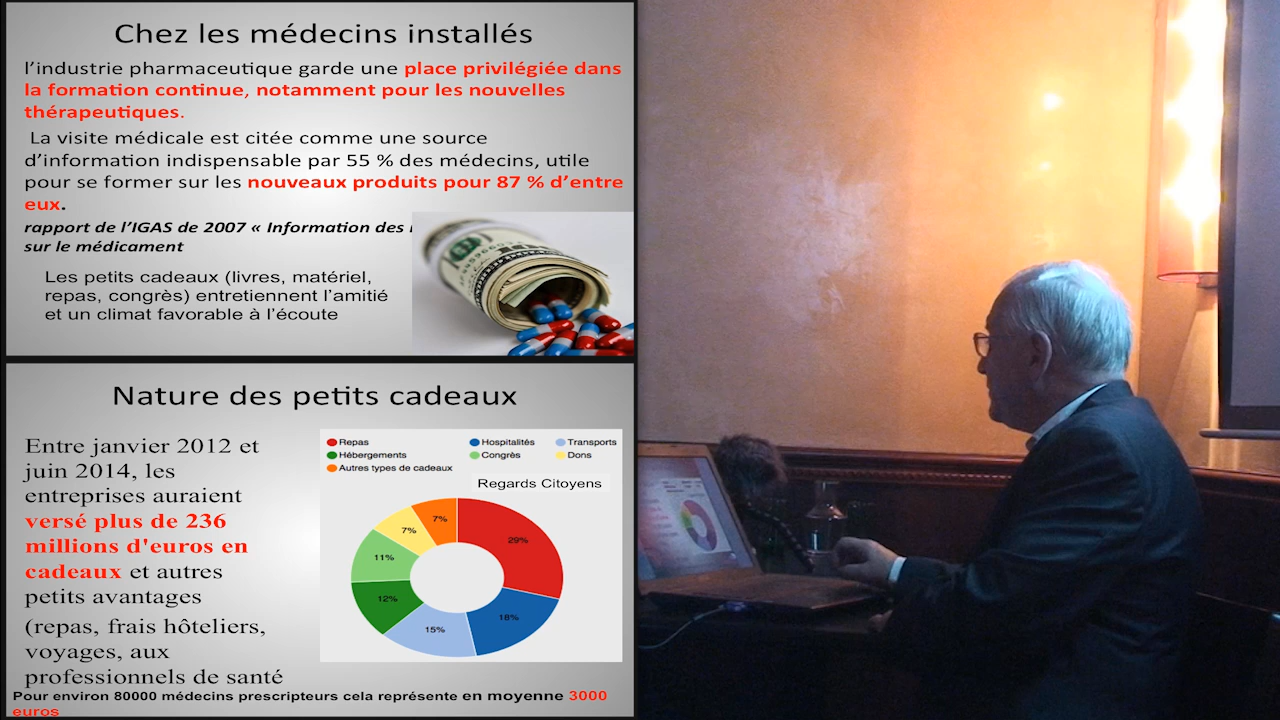 Chez les médecins installés
l’industrie pharmaceutique garde une place privilégiée dans
la formation continue, notamment pour les nouvelles
thérapeutiques.
La visite médicale est citée comme une source
d’information indispensable par 55 % des médecins, utile
pour se former sur les nouveaux produits pour 87 % d’entre
eux.
rapport de l’IGAS de 2007 « Information des
sur le médicament
Les petits cadeaux (livres, matériel,
repas, congrès) entretiennent l’amitié
et un climat favorable à l’écoute
Nature des petits cadeaux
Entre janvier 2012 et
juin 2014, les
entreprises auraient
versé plus de 236
millions d'euros en
cadeaux et autres
petits avantages
(repas, frais hôteliers,
voyages, aux
professionnels de santé
Repas Hospitalités Transports
Hébergements Congrès Dons
Autres types de cadeaux
Regards Citoyens
7%
7%
29%
11%
12%
18%
15%
Pour environ 80000 médecins prescripteurs cela représente en moyenne 3000
euros